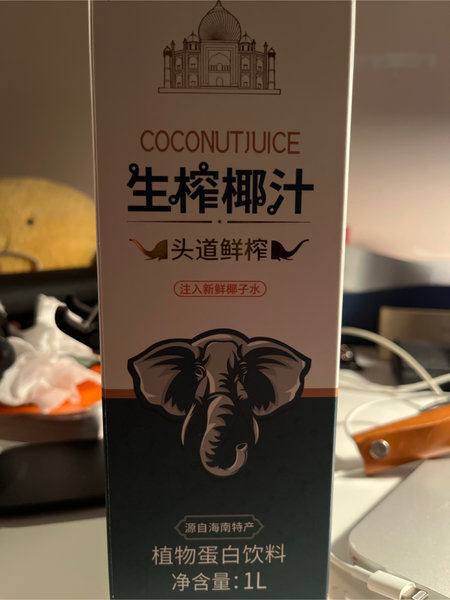 COCONUTJUICE
生榨椰汁
头道鲜榨
注入新鲜椰子水
源自海南特产
植物蛋白饮料
净含量:1L